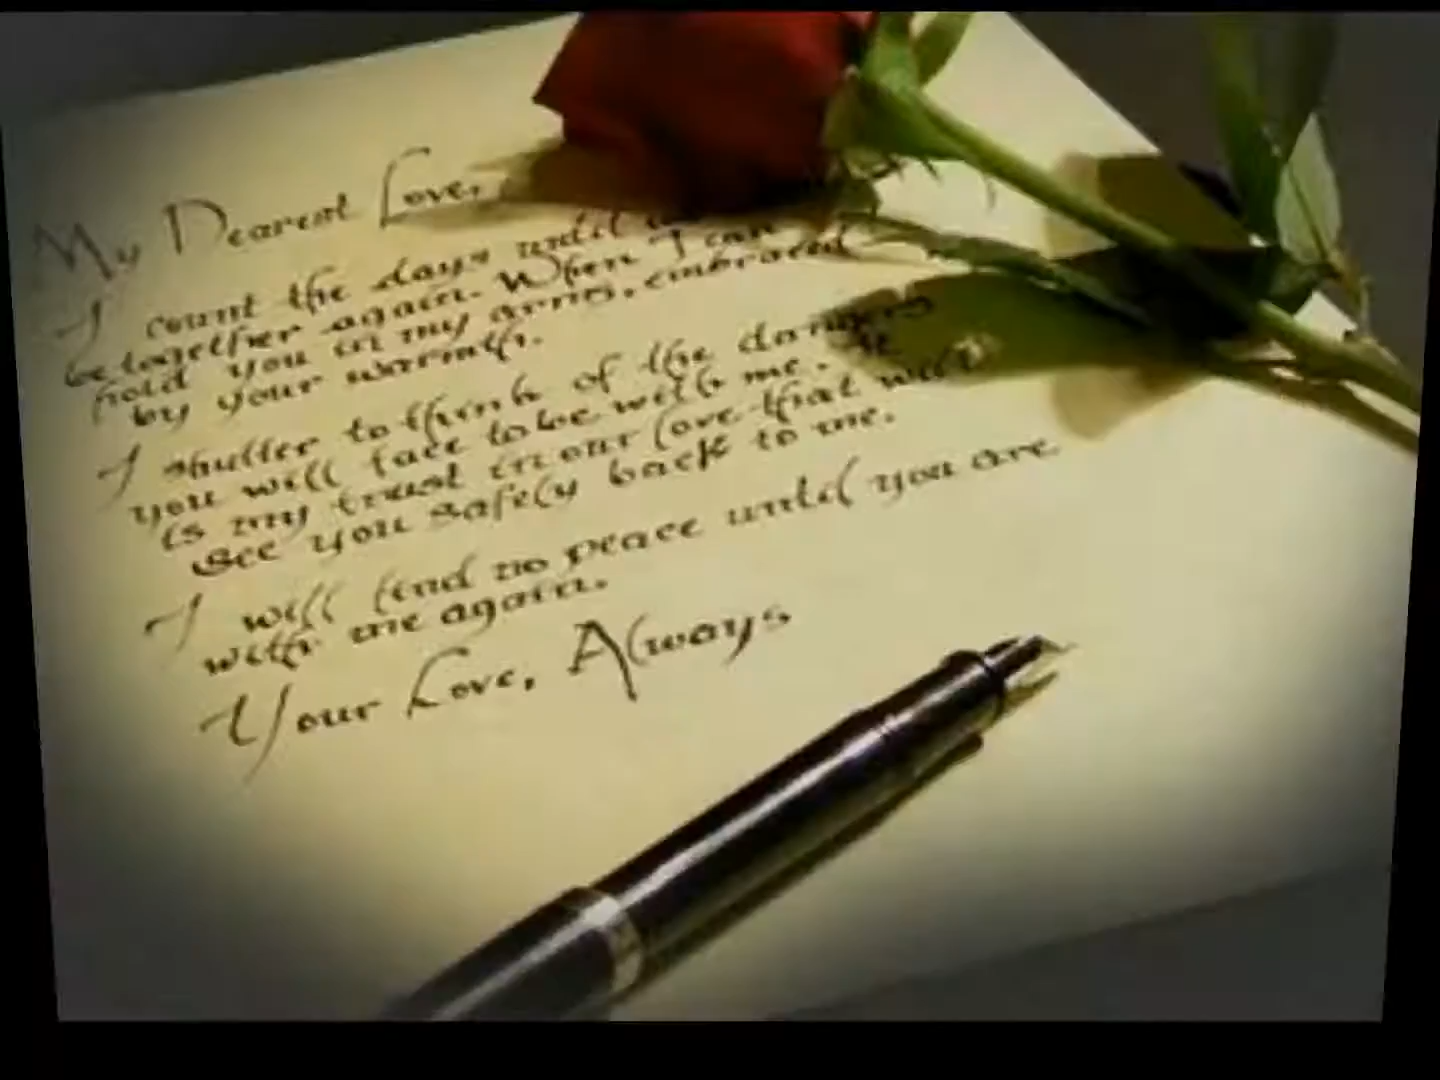 My Dearest Love,
I count the days until
be together again. When I can
hold you in my arms, embraced
by your warmth.
I shutter to think of the dangers
you will face to be with me. It
is my trust in our love that will
see you safely back to me.
I will find no peace until you are
with me again.
Your Love, Always